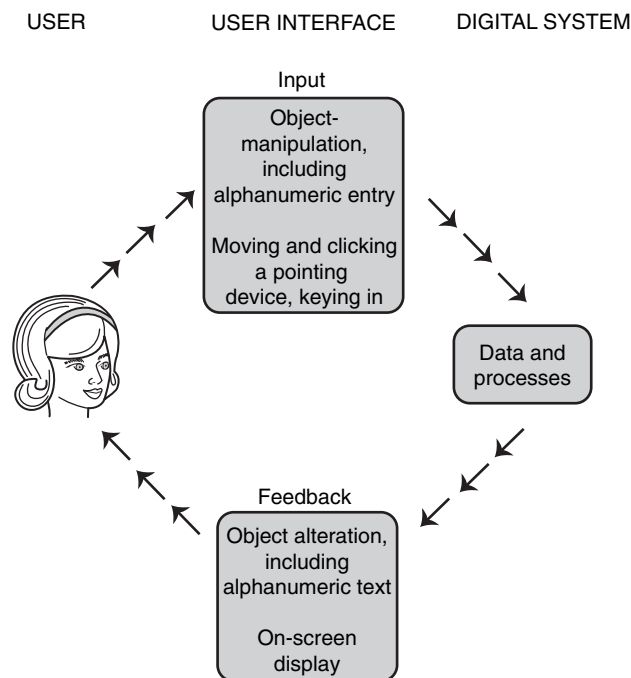 USER
USER INTERFACE
DIGITAL SYSTEM
Input
Object-
manipulation,
including
alphanumeric entry
Moving and clicking
a pointing
device, keying in
Data and
processes
Feedback
Object alteration,
including
alphanumeric text
On-screen
display